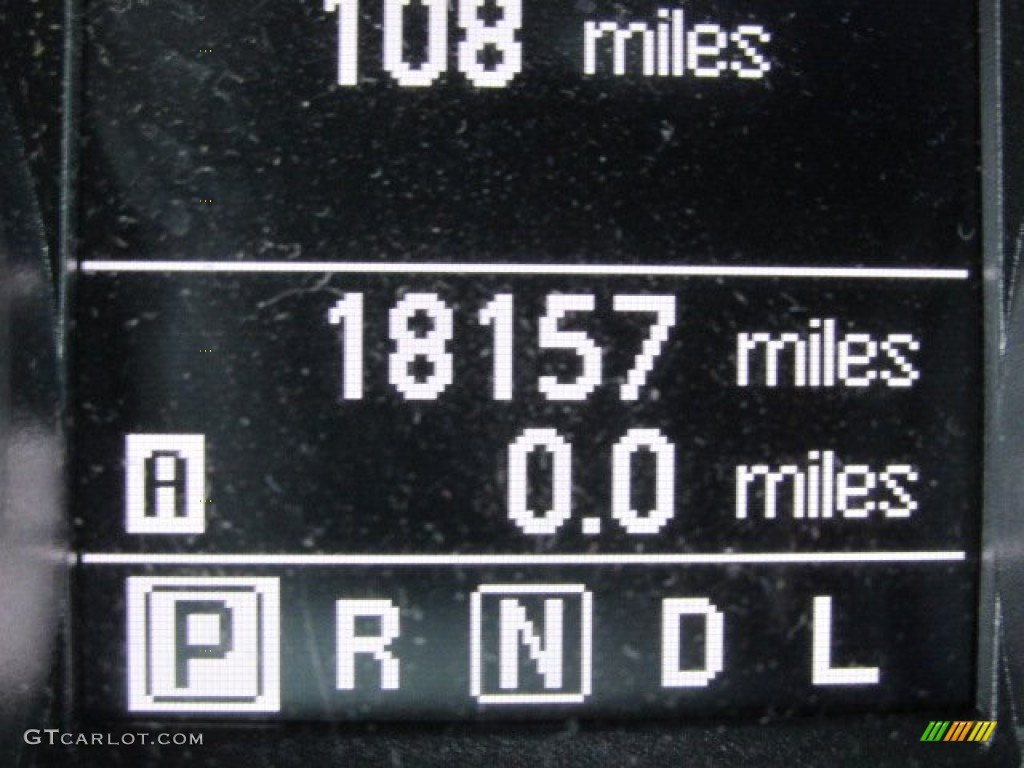 108 miles
18157 miles
A 0.0 miles
P R N D L
GTCARLOT.COM